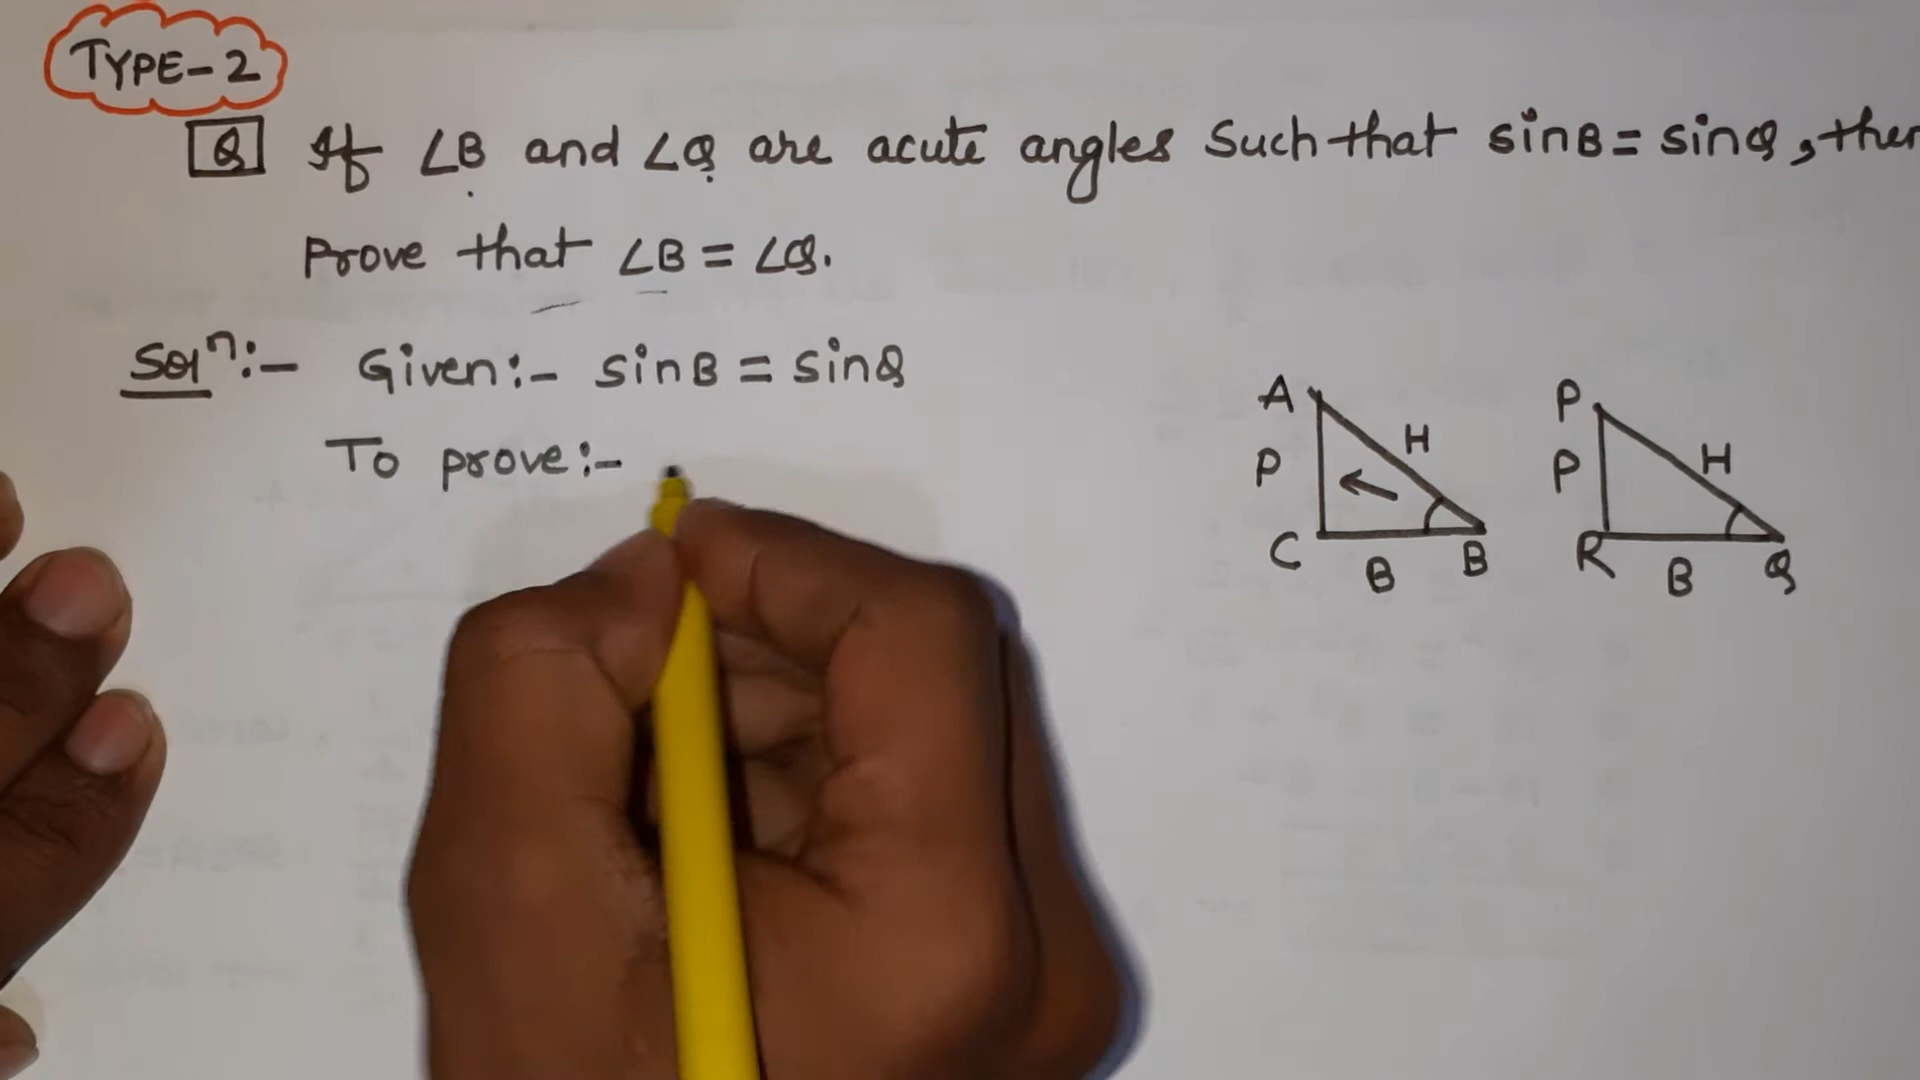 TYPE-2
Q If ∠B and ∠Q are acute angles Such that sinB = sinQ, then
Prove that ∠B = ∠Q.
Solⁿ:- Given:- sinB = sinQ
To prove:-
A H P C B B
P H P R B Q